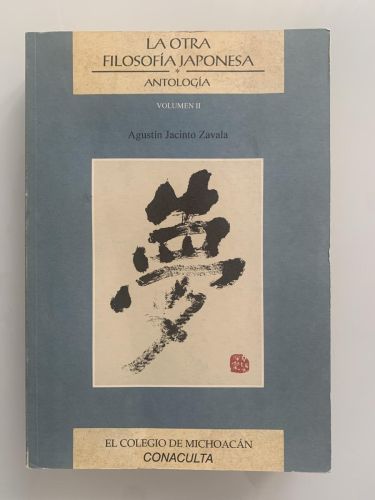 LA OTRA
FILOSOFÍA JAPONESA
*
ANTOLOGÍA
VOLUMEN II
Agustín Jacinto Zavala
夢
EL COLEGIO DE MICHOACÁN
CONACULTA